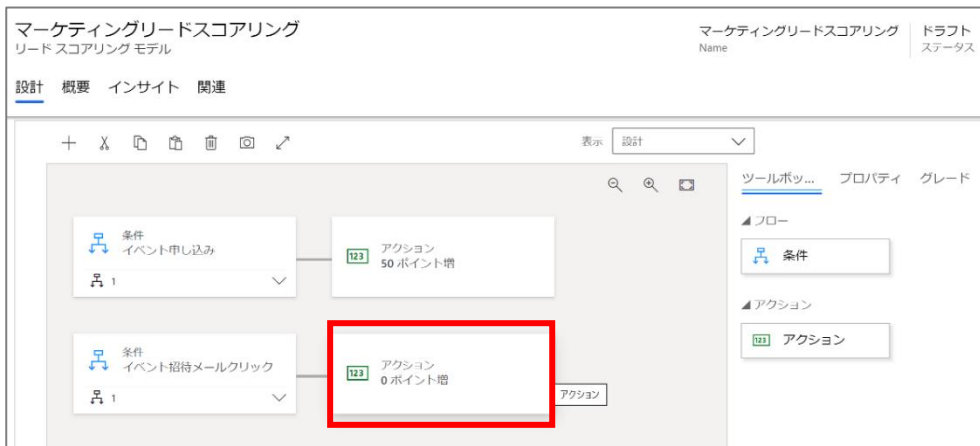 マーケティングリードスコアリング
リード スコアリング モデル
マーケティングリードスコアリング
Name
ドラフト
ステータス
設計 概要 インサイト 関連
表示 設計
ツールボッ... プロパティ グレード
フロー
条件
アクション
アクション
条件
イベント申し込み
1
アクション
123
50 ポイント増
条件
イベント招待メールクリック
1
アクション
123
0 ポイント増
アクション
123